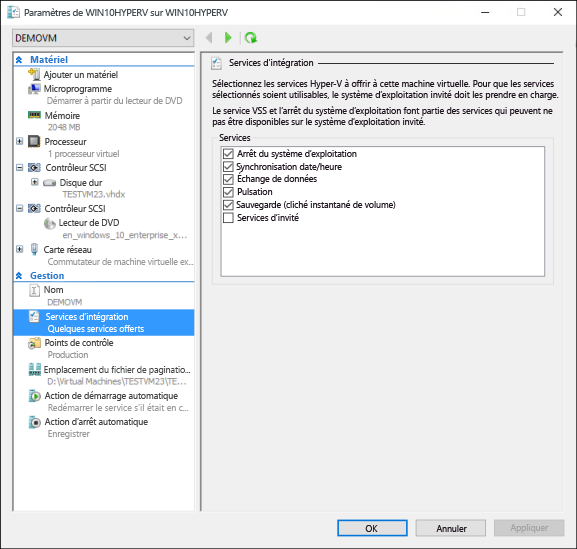 Paramètres de WIN10HYPERV sur WIN10HYPERV
DEMOVM
Matériel
Ajouter un matériel
Microprogramme
Démarrer à partir du lecteur de DVD
Mémoire
2048 MB
Processeur
1 processeur virtuel
Contrôleur SCSI
Disque dur
TESTVM23.vhdx
Contrôleur SCSI
Lecteur de DVD
en_windows_10_enterprise_x...
Carte réseau
Commutateur de machine virtuelle ex...
Gestion
Nom
DEMOVM
Services d'intégration
Quelques services offerts
Points de contrôle
Production
Emplacement du fichier de paginatio...
D:\Virtual Machines\TESTVM23\TE...
Action de démarrage automatique
Redémarrer le service s'il était en c...
Action d'arrêt automatique
Enregistrer
Services d'intégration
Sélectionnez les services Hyper-V à offrir à cette machine virtuelle. Pour que les services
sélectionnés soient utilisables, le système d'exploitation invité doit les prendre en charge.
Le service VSS et l'arrêt du système d'exploitation font partie des services qui peuvent ne
pas être disponibles sur le système d'exploitation invité.
Services
Arrêt du système d'exploitation
Synchronisation date/heure
Échange de données
Pulsation
Sauvegarde (cliché instantané de volume)
Services d'invité
OK
Annuler
Appliquer